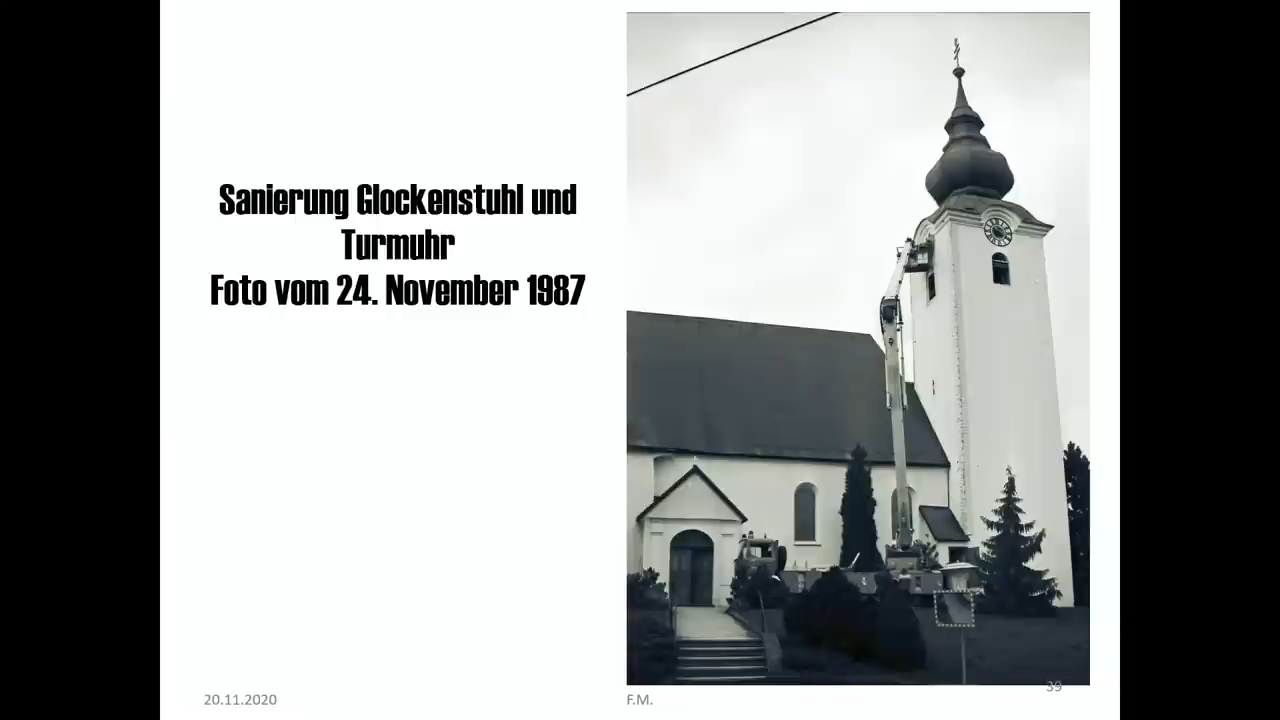 Sanierung Glockenstuhl und
Turmuhr
Foto vom 24. November 1987
20.11.2020
F.M.
39